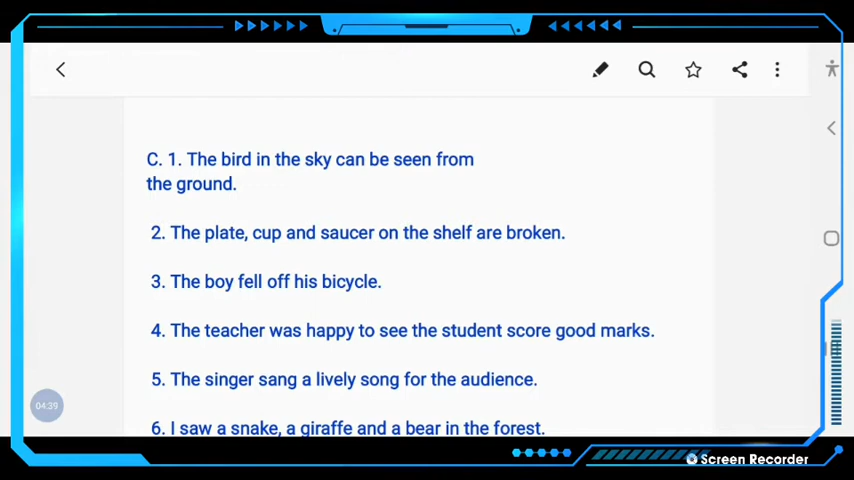 C. 1. The bird in the sky can be seen from
the ground.
2. The plate, cup and saucer on the shelf are broken.
3. The boy fell off his bicycle.
4. The teacher was happy to see the student score good marks.
5. The singer sang a lively song for the audience.
04:39
6. I saw a snake, a giraffe and a bear in the forest.
Screen Recorder